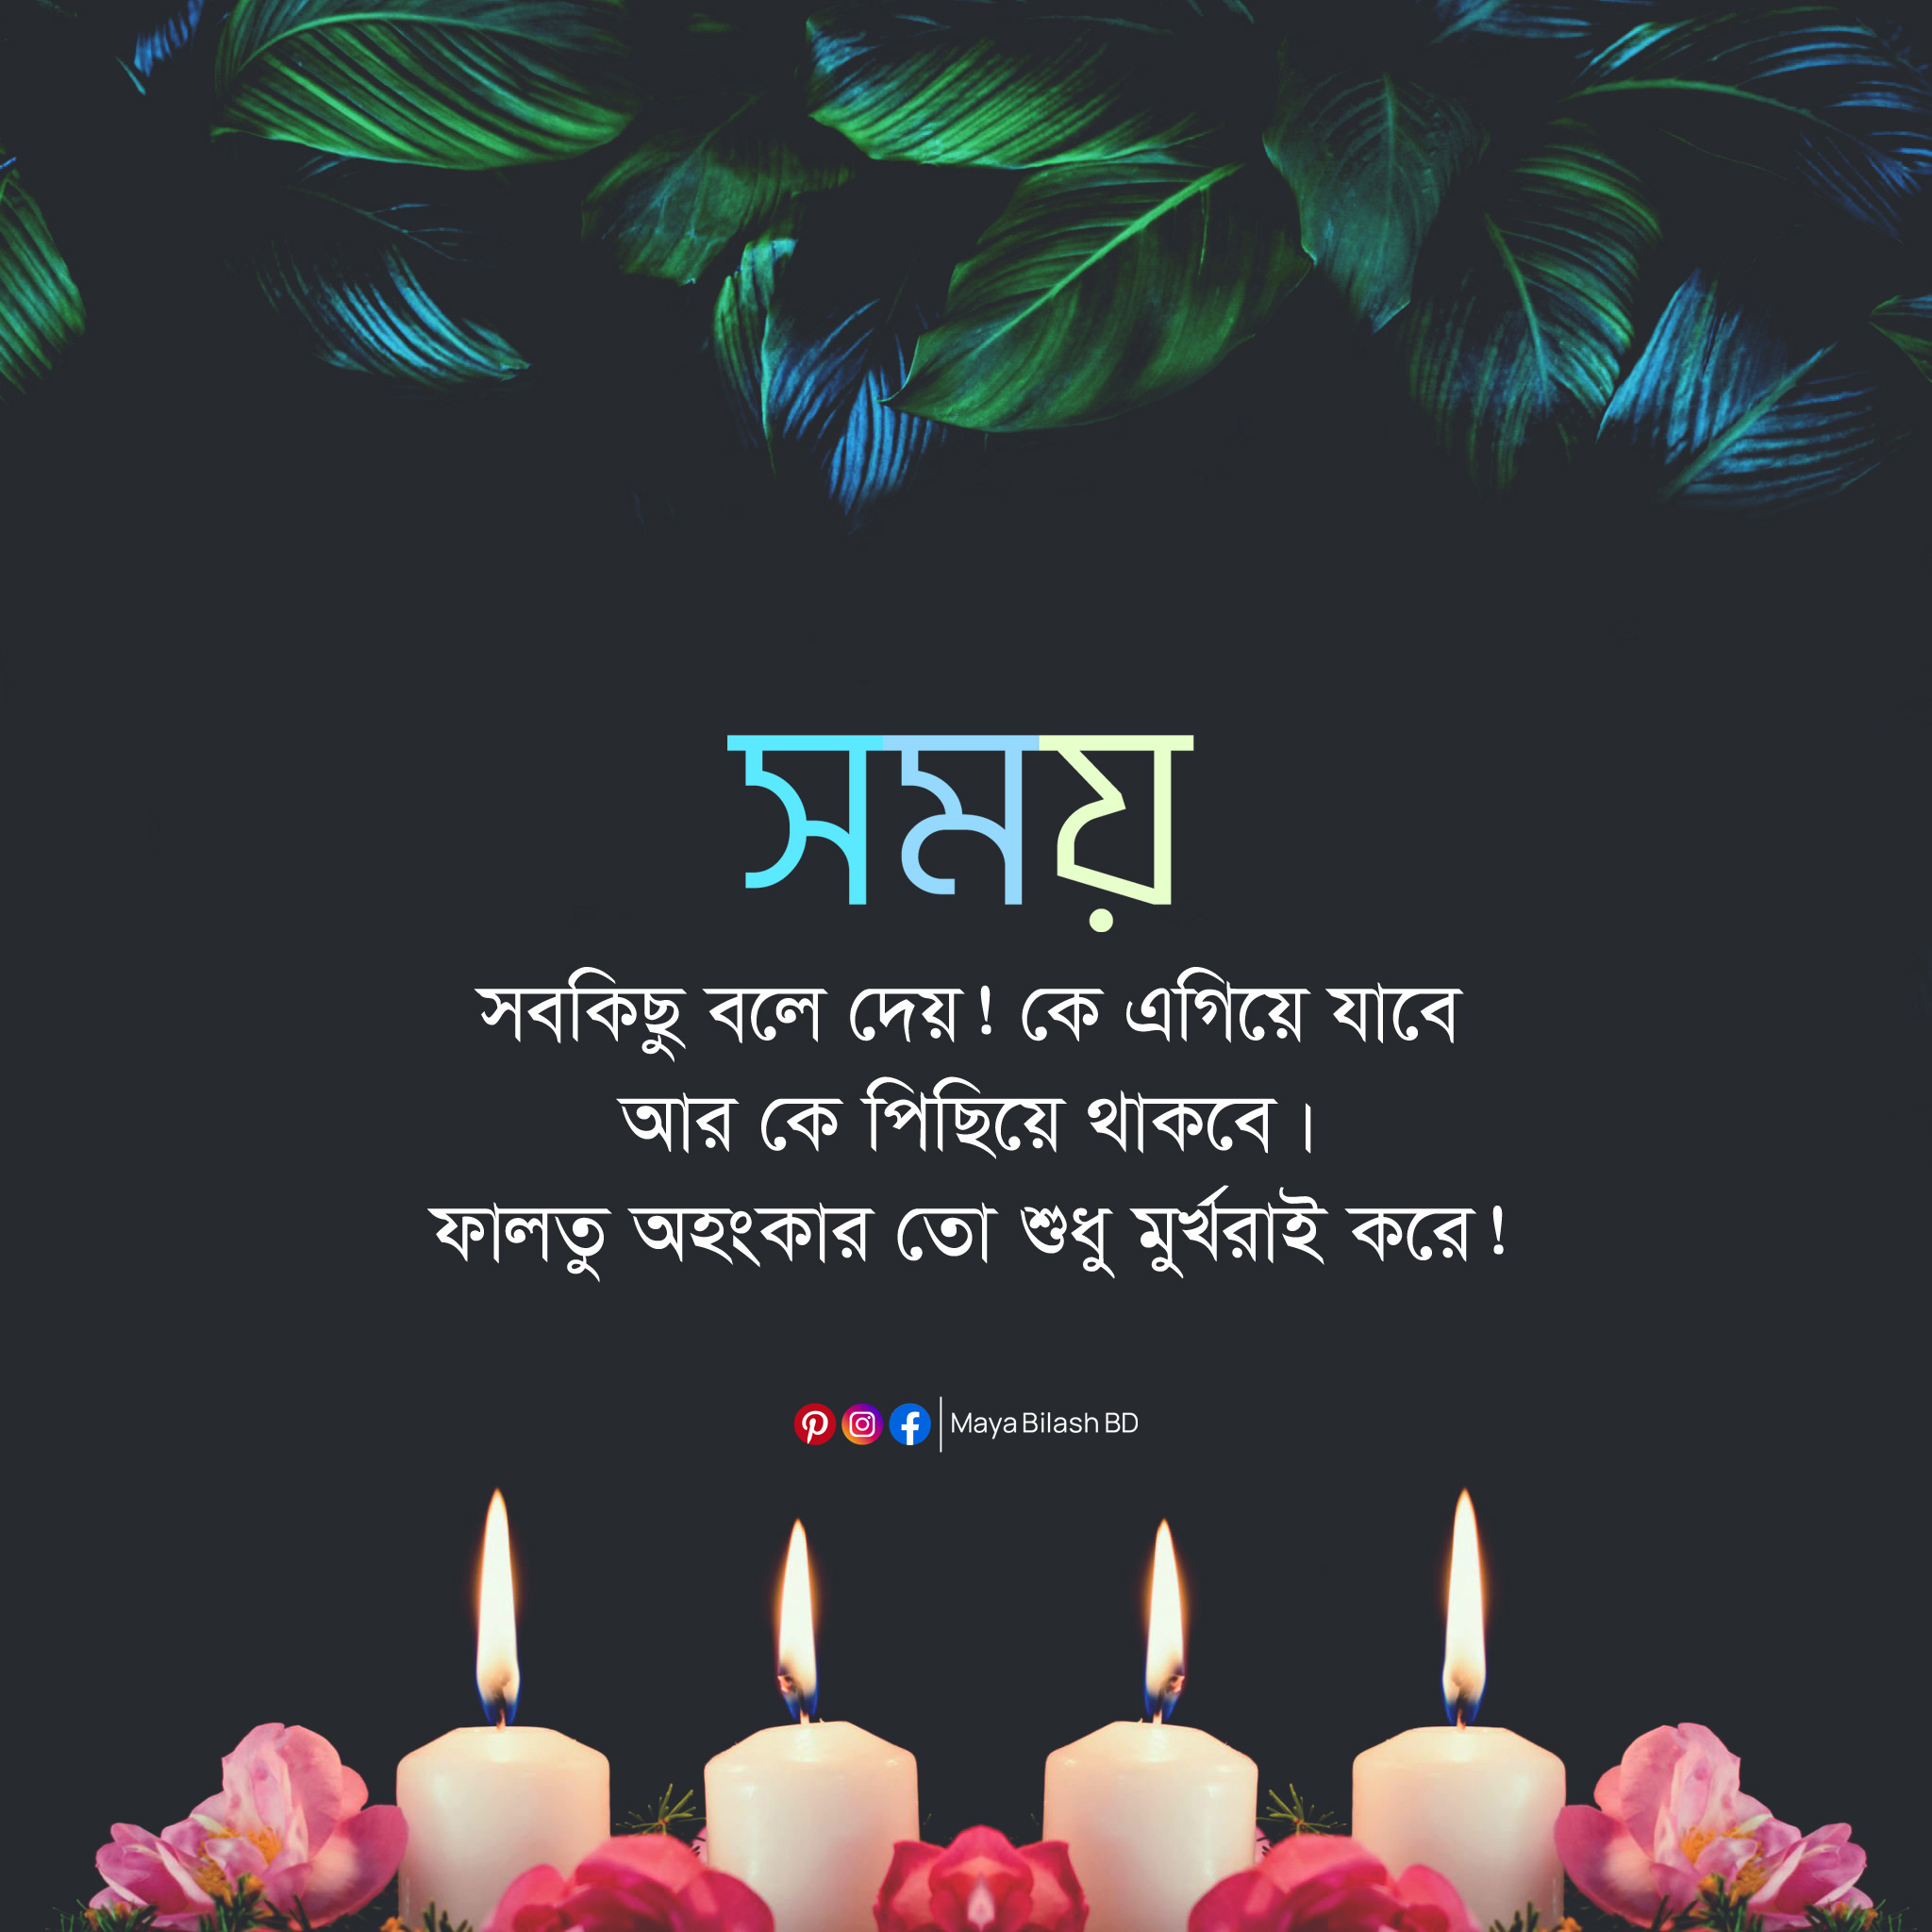 সময়
সবকিছু বলে দেয়! কে এগিয়ে যাবে
আর কে পিছিয়ে থাকবে।
ফালতু অহংকার তো শুধু মুর্খরাই করে!
Maya Bilash BD